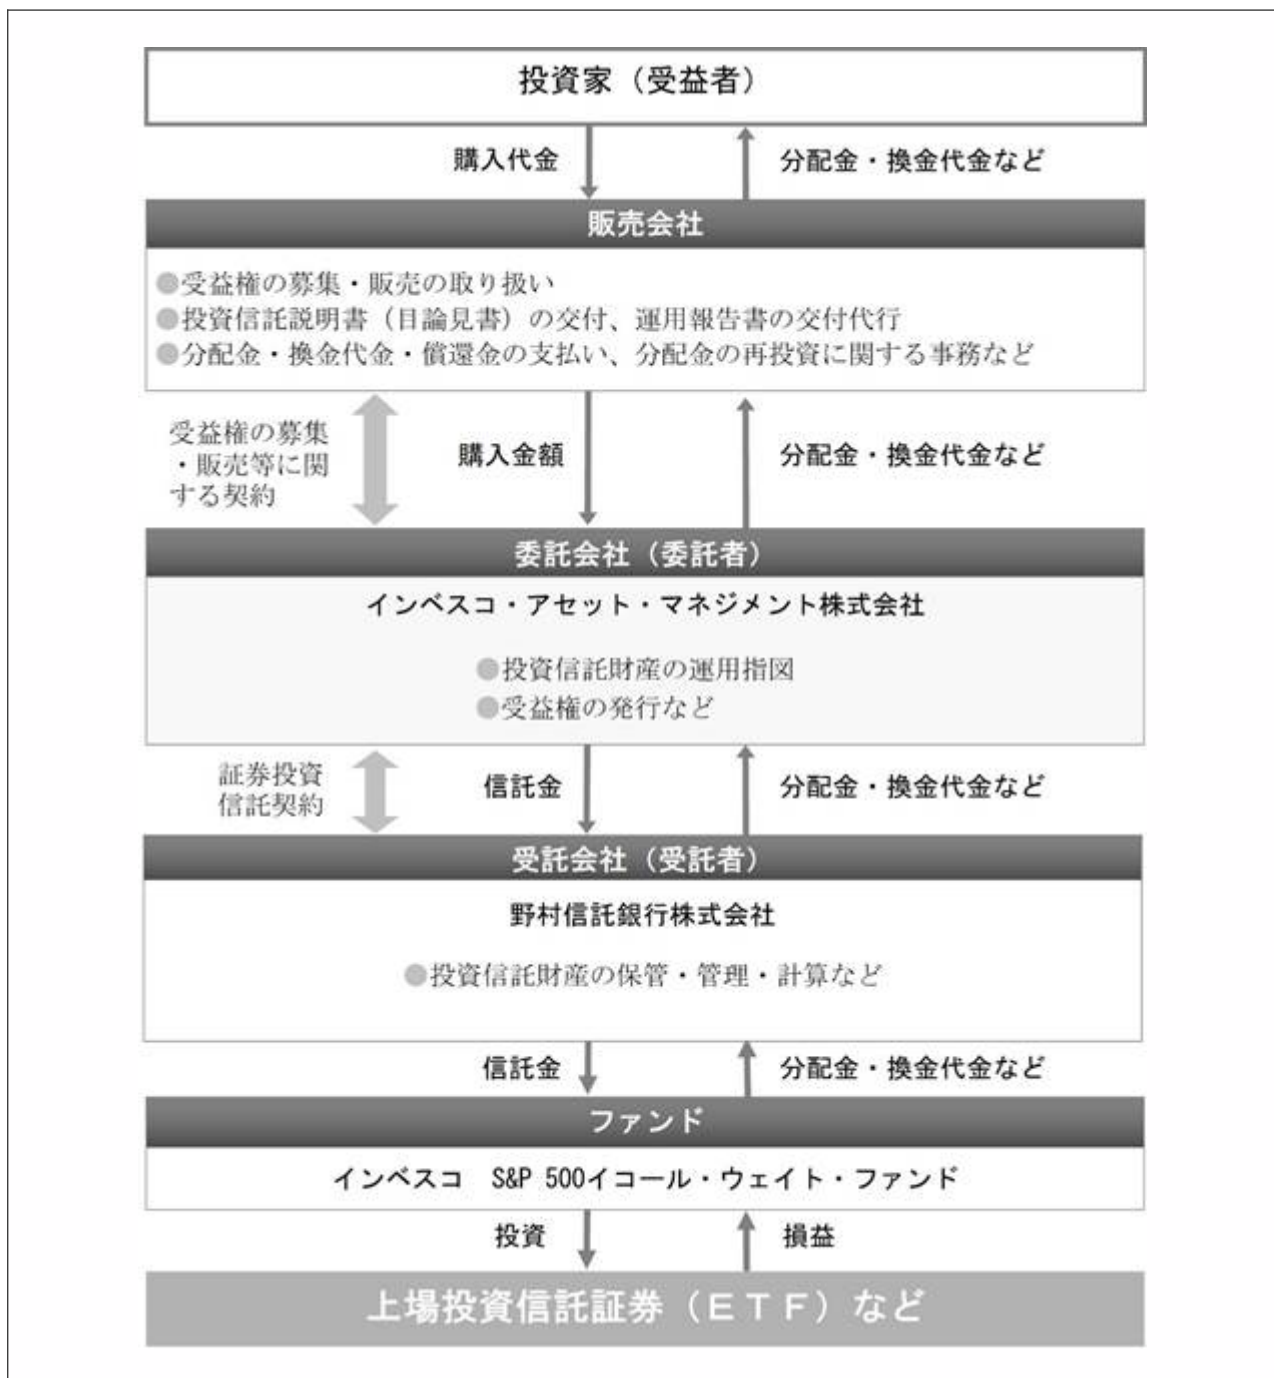 投資家（受益者）
購入代金
分配金・換金代金など
販売会社
●受益権の募集・販売の取り扱い
●投資信託説明書（目論見書）の交付、運用報告書の交付代行
●分配金・換金代金・償還金の支払い、分配金の再投資に関する事務など
受益権の募集
・販売等に関
する契約
購入金額
分配金・換金代金など
委託会社（委託者）
インベスコ・アセット・マネジメント株式会社
●投資信託財産の運用指図
●受益権の発行など
証券投資
信託契約
信託金
分配金・換金代金など
受託会社（受託者）
野村信託銀行株式会社
●投資信託財産の保管・管理・計算など
信託金
分配金・換金代金など
ファンド
インベスコ　S&P 500イコール・ウェイト・ファンド
投資
損益
上場投資信託証券（ＥＴＦ）など